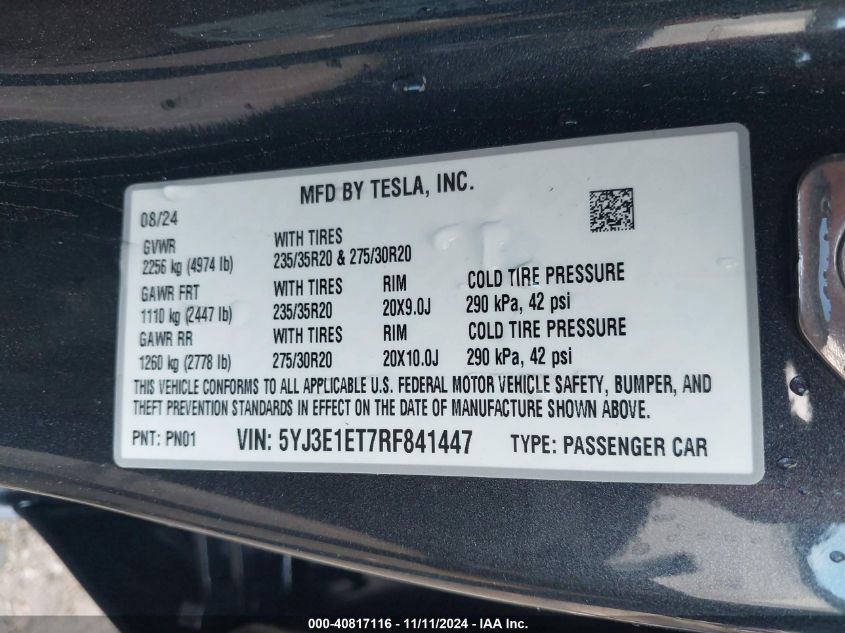 MFD BY TESLA, INC.
08/24
GVWR WITH TIRES
2256 kg (4974 lb) 235/35R20 & 275/30R20
GAWR FRT WITH TIRES RIM COLD TIRE PRESSURE
1110 kg (2447 lb) 235/35R20 20X9.0J 290 kPa, 42 psi
GAWR RR WITH TIRES RIM COLD TIRE PRESSURE
1260 kg (2778 lb) 275/30R20 20X10.0J 290 kPa, 42 psi
THIS VEHICLE CONFORMS TO ALL APPLICABLE U.S. FEDERAL MOTOR VEHICLE SAFETY, BUMPER, AND
THEFT PREVENTION STANDARDS IN EFFECT ON THE DATE OF MANUFACTURE SHOWN ABOVE.
PNT: PN01 VIN: 5YJ3E1ET7RF841447 TYPE: PASSENGER CAR
000-40817116 - 11/11/2024 - IAA Inc.